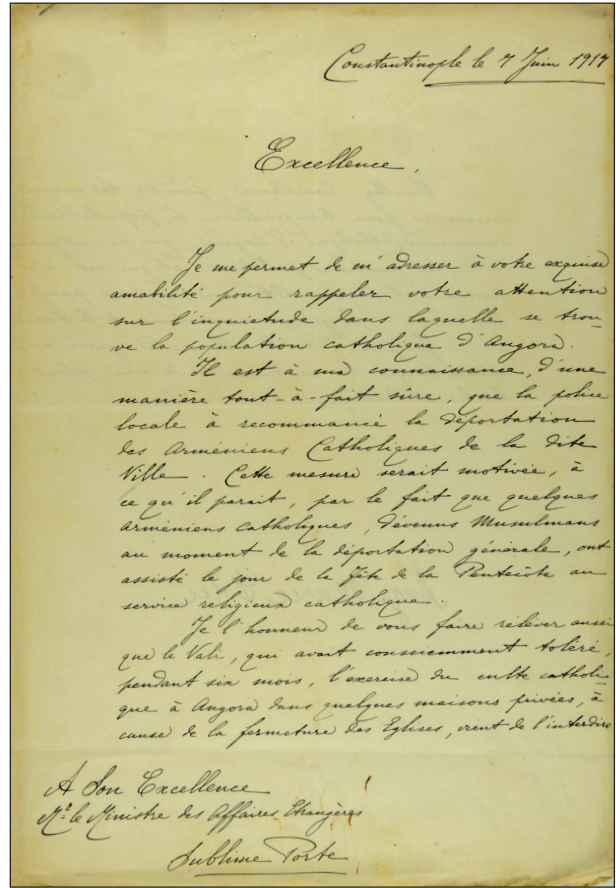 Constantinople le 7 Juin 1917
Excellence,
Je me permet de m'adresser à votre exquise
amabilité pour rappeler votre attention
sur l'inquietude dans laquelle se trou-
ve la population catholique d'Angora.
Il est à ma connaissance, d'une
manière tout-à-fait sûre, que la police
locale à recommancé la déportation
des Arméniens Catholiques de la dite
Ville. Cette mesure serait motivée, à
ce qu'il parait, par le fait que quelques
Arméniens catholiques, devenus Musulmans
au moment de la déportation générale, ont
assisté le jour de la Fête de la Pentecôte au
service religieux catholique.
Je l'honneur de vous faire réléver aussi
que le Vali, qui avait consciemment toléré,
pendant six mois, l'exercise du culte catholi-
que à Angora dans quelques maisons privées, à
cause de la fermeture des Eglises, vient de l'interdire
A Son Excellence
Mr. le Ministre des Affaires Etrangères
Sublime Porte